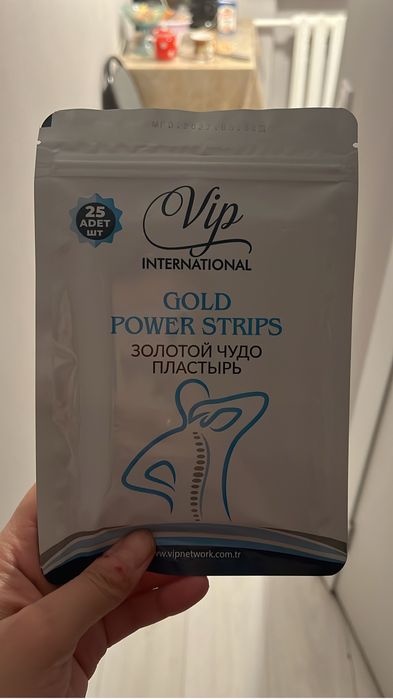 25
ADET
ШТ
Vip
INTERNATIONAL
GOLD
POWER STRIPS
ЗОЛОТОЙ ЧУДО
ПЛАСТЫРЬ
www.vipnetwork.com.tr